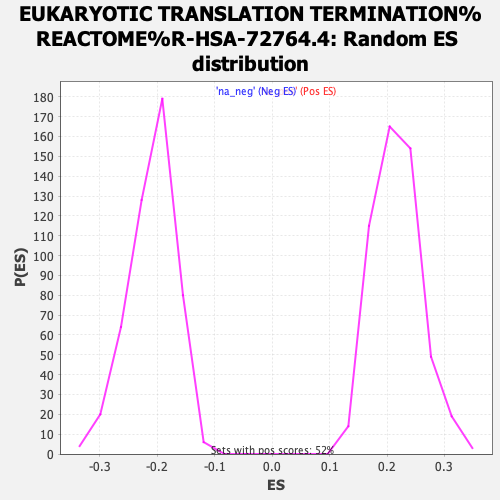 EUKARYOTIC TRANSLATION TERMINATION%
REACTOME%R-HSA-72764.4: Random ES
distribution
'na_neg' (Neg ES)' (Pos ES)
180
170
160
150
140
130
120
110
100
90
80
70
60
50
40
30
20
10
0
P(ES)
Sets with pos scores: 52%
-0.3 -0.2 -0.1 0.0 0.1 0.2 0.3
ES